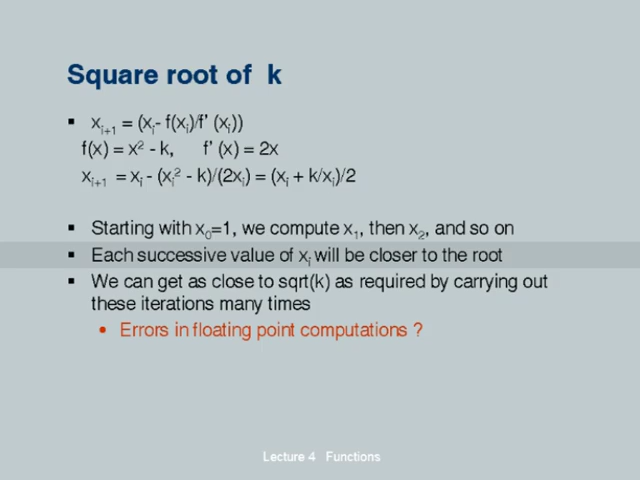 Square root of k
▪ xᵢ₊₁ = (xᵢ- f(xᵢ)/f’ (xᵢ))
f(x) = x² - k, f’ (x) = 2x
xᵢ₊₁ = xᵢ - (xᵢ² - k)/(2xᵢ) = (xᵢ + k/xᵢ)/2
▪ Starting with x₀=1, we compute x₁, then x₂, and so on
▪ Each successive value of xᵢ will be closer to the root
▪ We can get as close to sqrt(k) as required by carrying out
these iterations many times
• Errors in floating point computations ?
Lecture 4 Functions